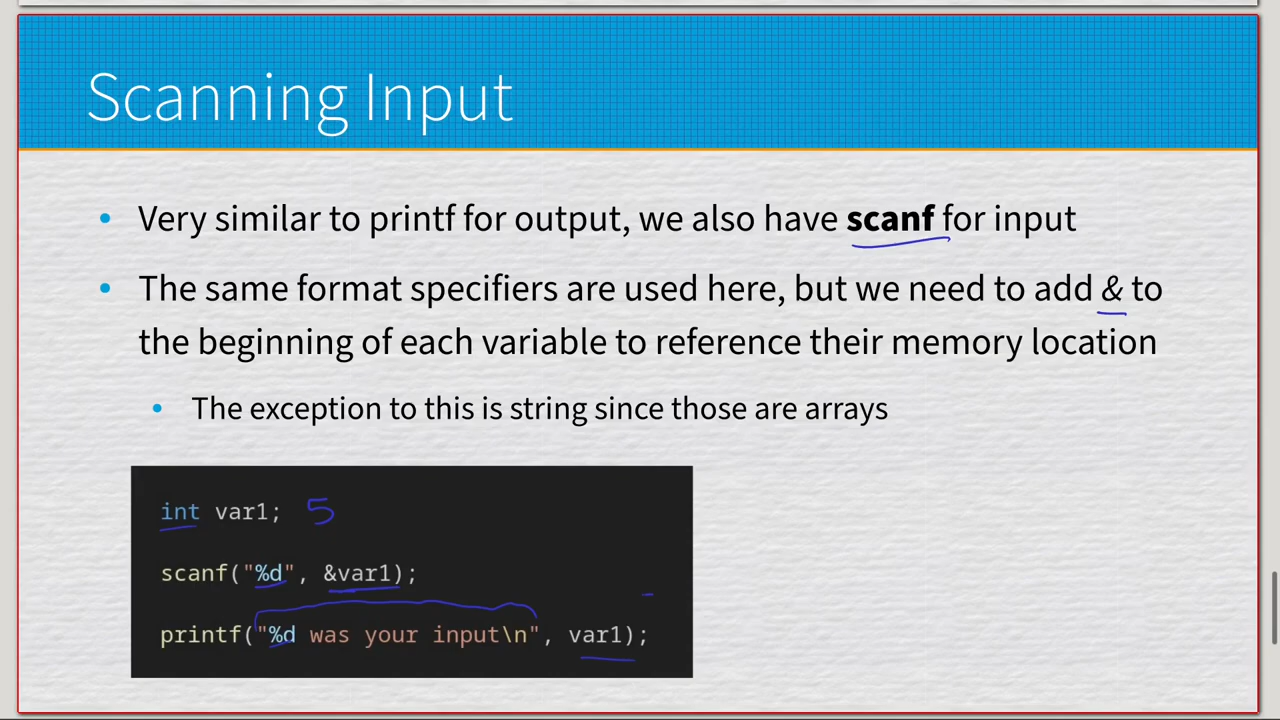 Scanning Input
• Very similar to printf for output, we also have scanf for input
• The same format specifiers are used here, but we need to add & to
the beginning of each variable to reference their memory location
• The exception to this is string since those are arrays
int var1; 5
scanf("%d", &var1);
printf("%d was your input\n", var1);